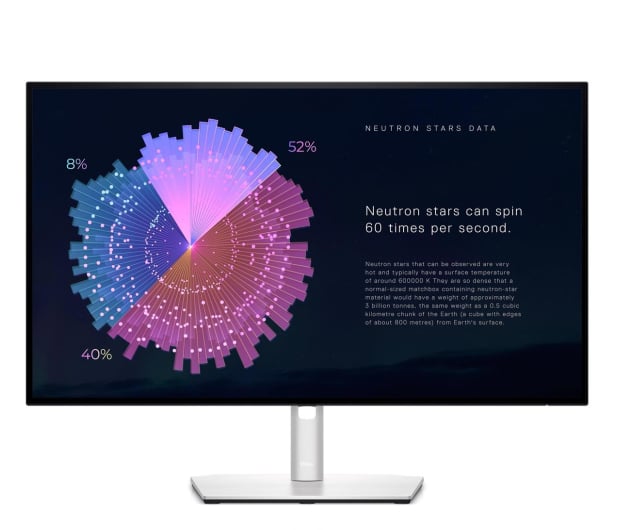 NEUTRON STARS DATA
52%
8%
Neutron stars can spin
60 times per second.
Neutron stars that can be observed are very
hot and typically have a surface temperature
of around 600000 K They are so dense that a
normal-sized matchbox containing neutron-star
material would have a weight of approximately
3 billion tonnes, the same weight as a 0.5 cubic
kilometre chunk of the Earth (a cube with edges
of about 800 metres) from Earth's surface.
40%